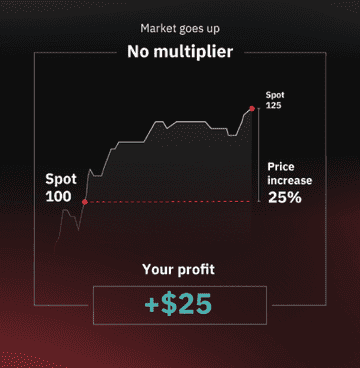 Market goes up
No multiplier
Spot
125
Price
increase
25%
Spot
100
Your profit
+$25